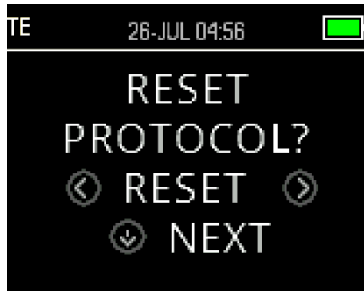 TE 26-JUL 04:56
RESET
PROTOCOL?
RESET
NEXT